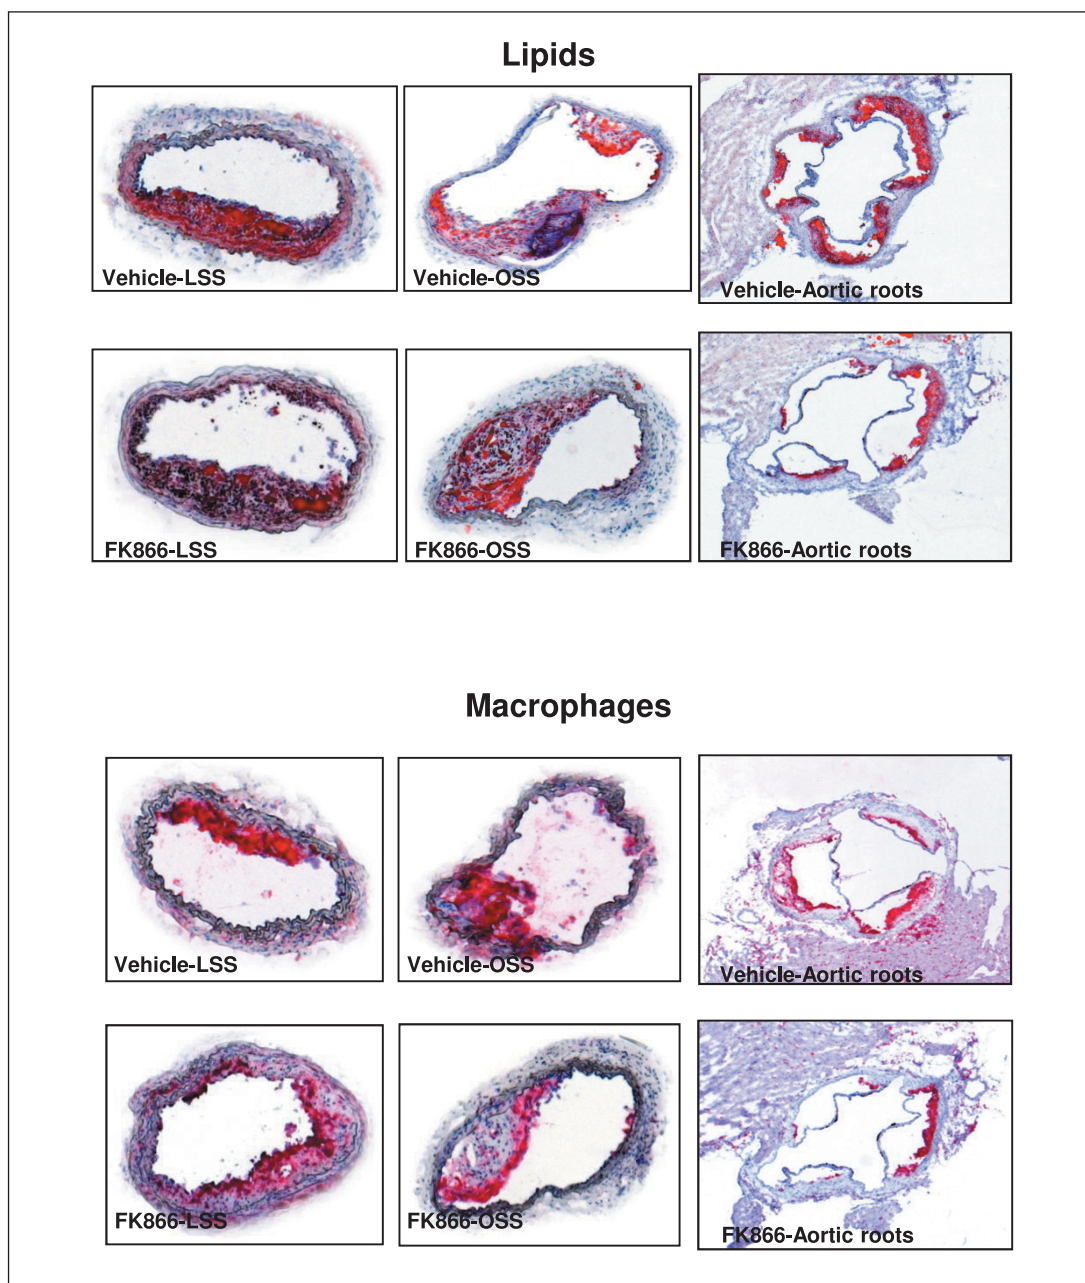 Lipids
Vehicle-LSS
Vehicle-OSS
Vehicle-Aortic roots
FK866-LSS
FK866-OSS
FK866-Aortic roots
Macrophages
Vehicle-LSS
Vehicle-OSS
Vehicle-Aortic roots
FK866-LSS
FK866-OSS
FK866-Aortic roots